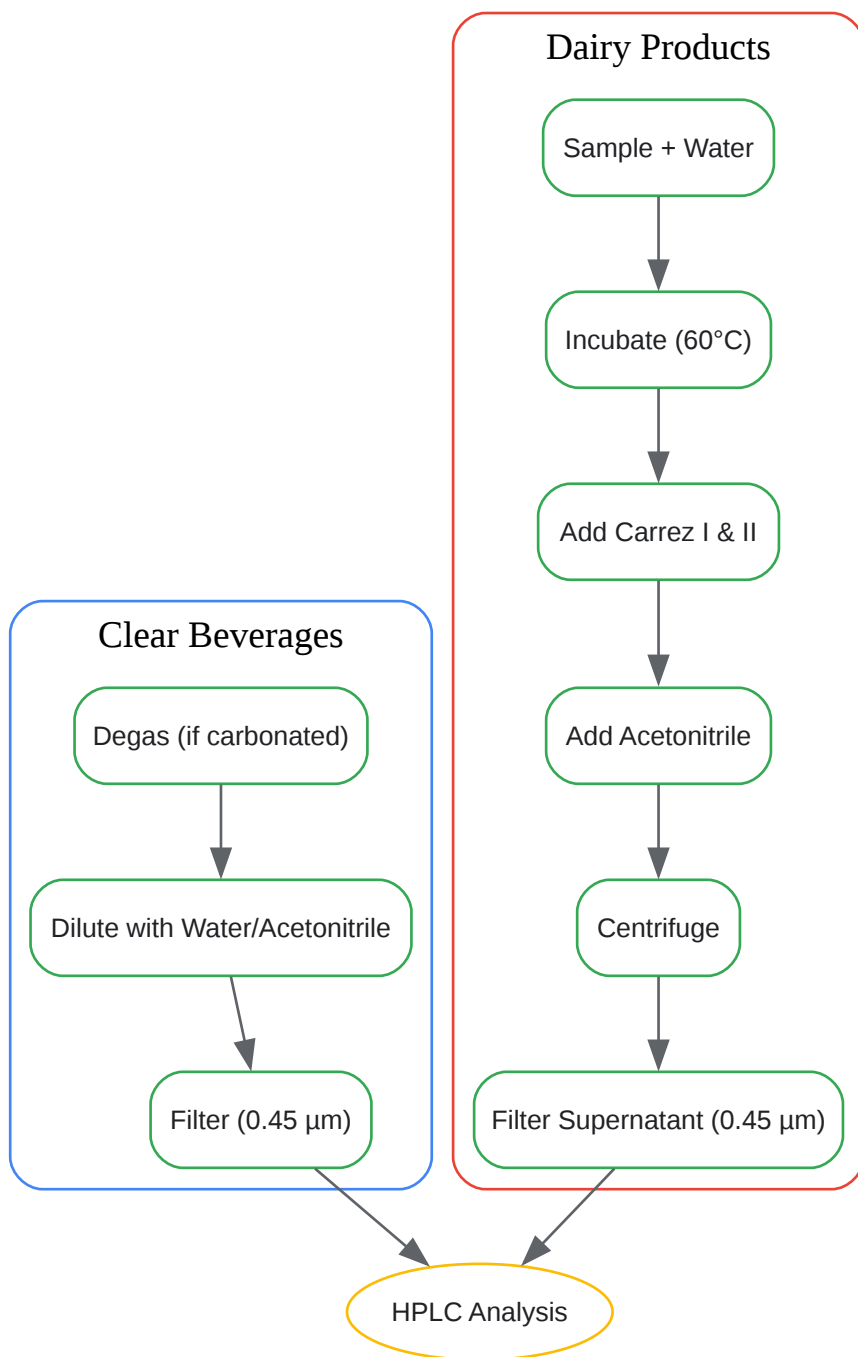 Dairy Products
Sample + Water
Incubate (60°C)
Add Carrez I & II
Add Acetonitrile
Centrifuge
Filter Supernatant (0.45 µm)
Clear Beverages
Degas (if carbonated)
Dilute with Water/Acetonitrile
Filter (0.45 µm)
HPLC Analysis